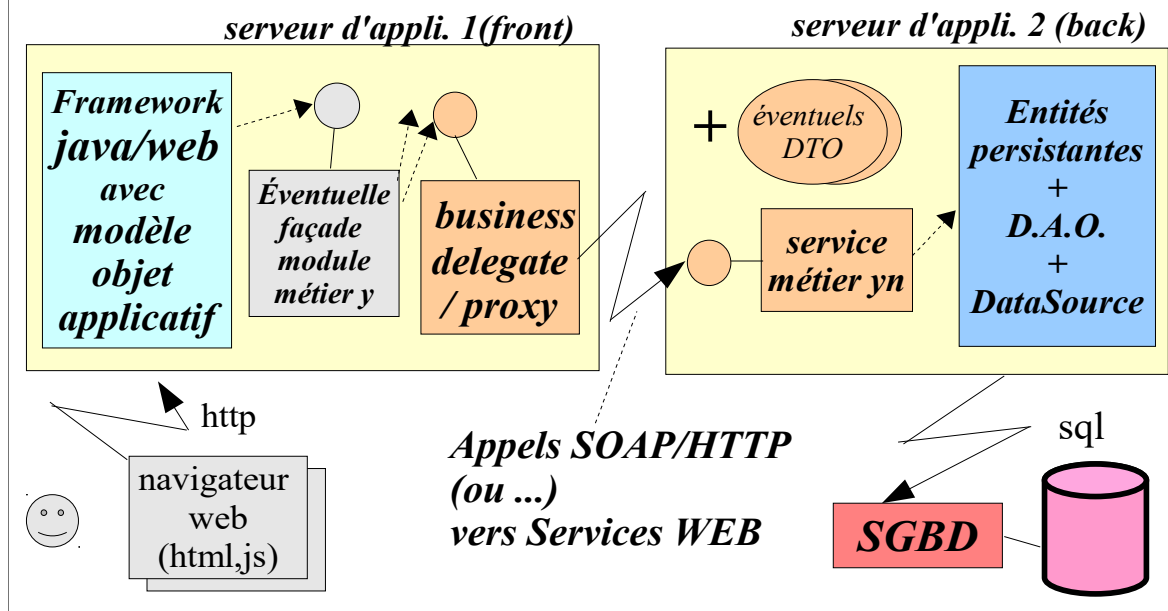 serveur d'appli. 1(front)
serveur d'appli. 2 (back)
Framework
java/web
avec
modèle
objet
applicatif
Éventuelle
façade
module
métier y
business
delegate
/ proxy
+
éventuels
DTO
service
métier yn
Entités
persistantes
+
D.A.O.
+
DataSource
http
navigateur
web
(html,js)
Appels SOAP/HTTP
(ou ...)
vers Services WEB
sql
SGBD